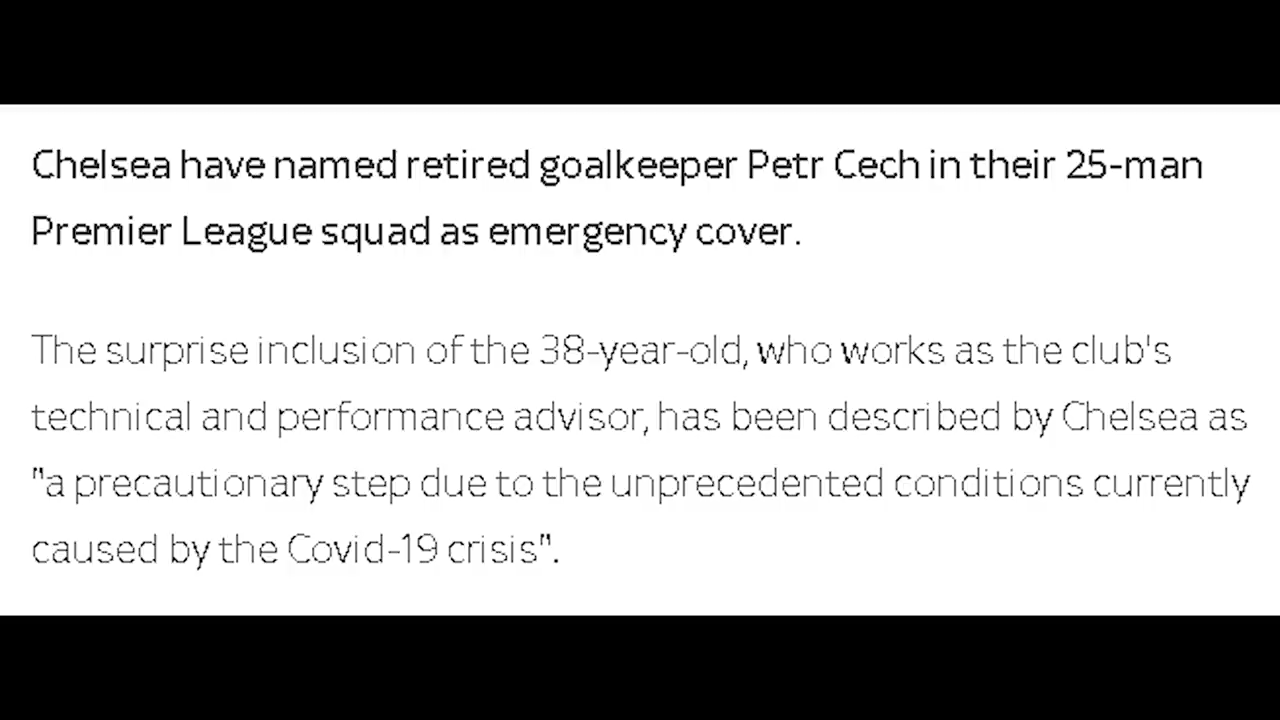 Chelsea have named retired goalkeeper Petr Cech in their 25-man
Premier League squad as emergency cover.
The surprise inclusion of the 38-year-old, who works as the club's
technical and performance advisor, has been described by Chelsea as
"a precautionary step due to the unprecedented conditions currently
caused by the Covid-19 crisis".